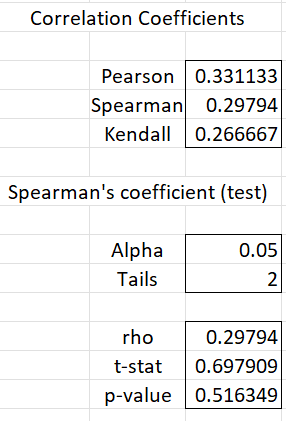 Correlation Coefficients
Pearson 0.331133
Spearman 0.29794
Kendall 0.266667
Spearman's coefficient (test)
Alpha 0.05
Tails 2
rho 0.29794
t-stat 0.697909
p-value 0.516349